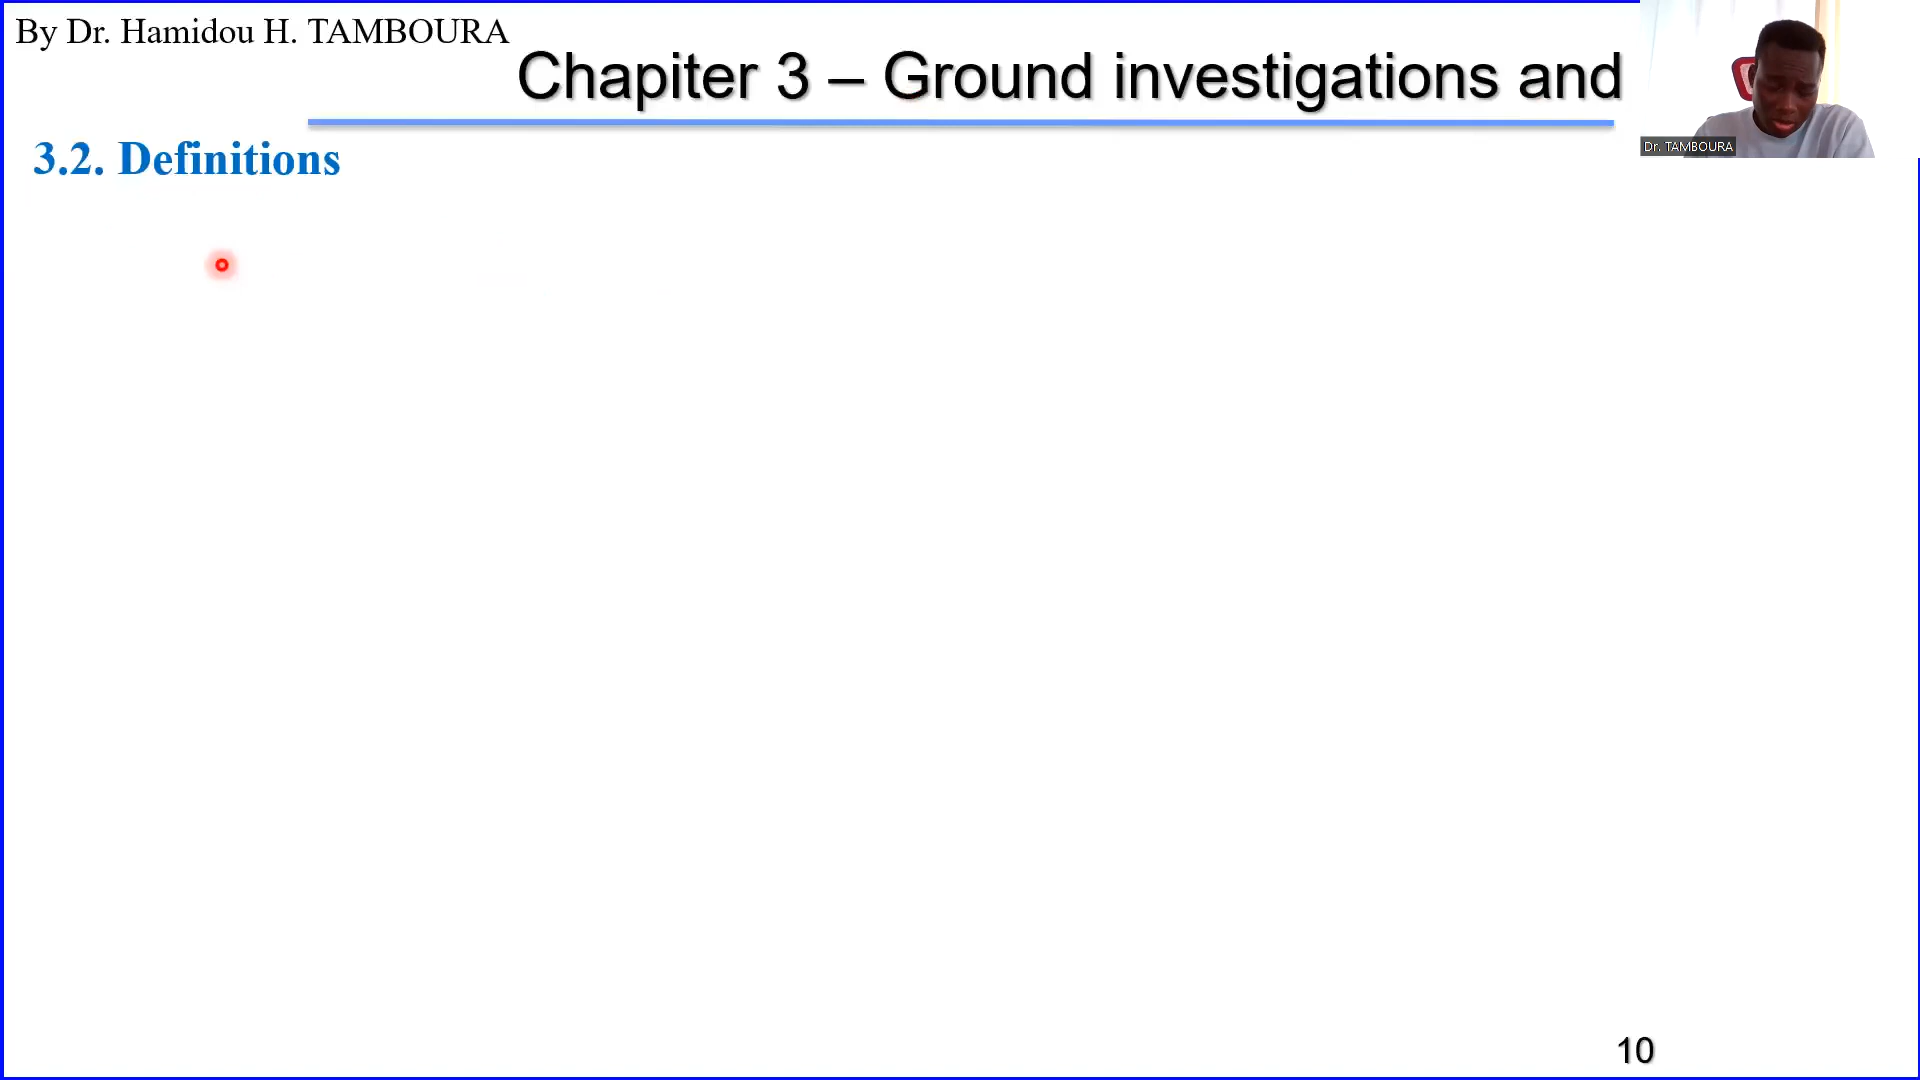 By Dr. Hamidou H. TAMBOURA
Chapiter 3 – Ground investigations and
Dr. TAMBOURA
3.2. Definitions
10